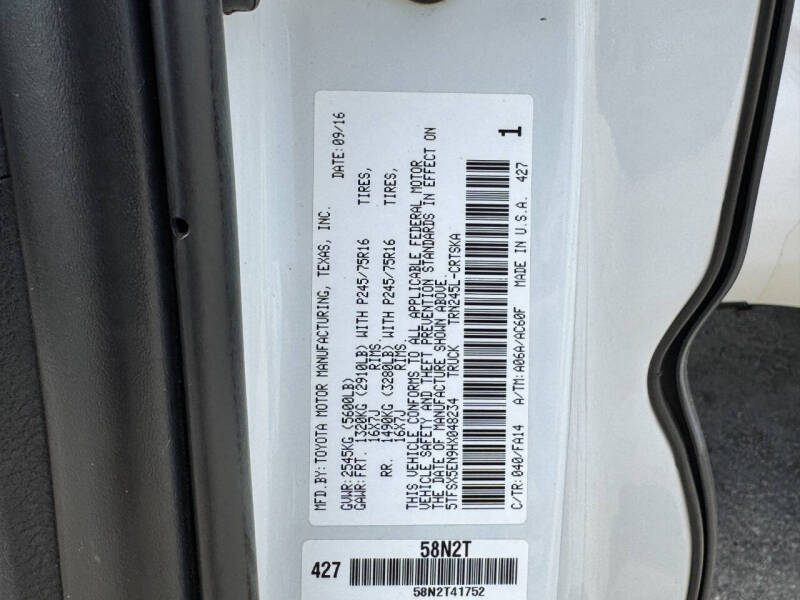 MFD.BY: TOYOTA MOTOR MANUFACTURING, TEXAS, INC. DATE: 09/16
GVWR: 2545KG (5600LB)
GAWR: FRT. 1320KG (2910LB) WITH P245/75R16 TIRES,
16X7J RIMS.
RR. 1490KG (3280LB) WITH P245/75R16 TIRES,
16X7J RIMS.
THIS VEHICLE CONFORMS TO ALL APPLICABLE FEDERAL MOTOR
VEHICLE SAFETY AND THEFT PREVENTION STANDARDS IN EFFECT ON
THE DATE OF MANUFACTURE SHOWN ABOVE.
5TFSX5EN9HX048234 TRUCK TRN245L-CRTSKA
1
C/TR: 040/FA14 A/TM: A06A/AC60F MADE IN U.S.A. 427
58N2T
427
58N2T41752